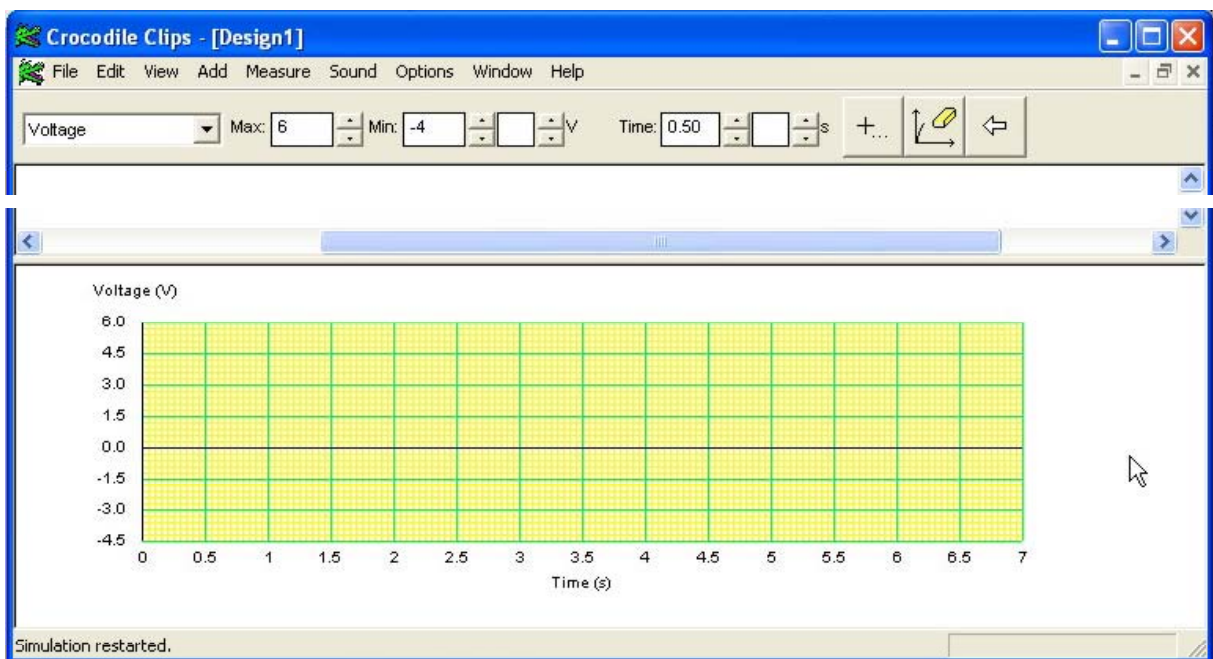 Crocodile Clips - [Design1]
File Edit View Add Measure Sound Options Window Help
Voltage Max: 6 Min: -4 V Time: 0.50 s +...
Voltage (V)
6.0
4.5
3.0
1.5
0.0
-1.5
-3.0
-4.5
0 0.5 1 1.5 2 2.5 3 3.5 4 4.5 5 5.5 6 6.5 7
Time (s)
Simulation restarted.